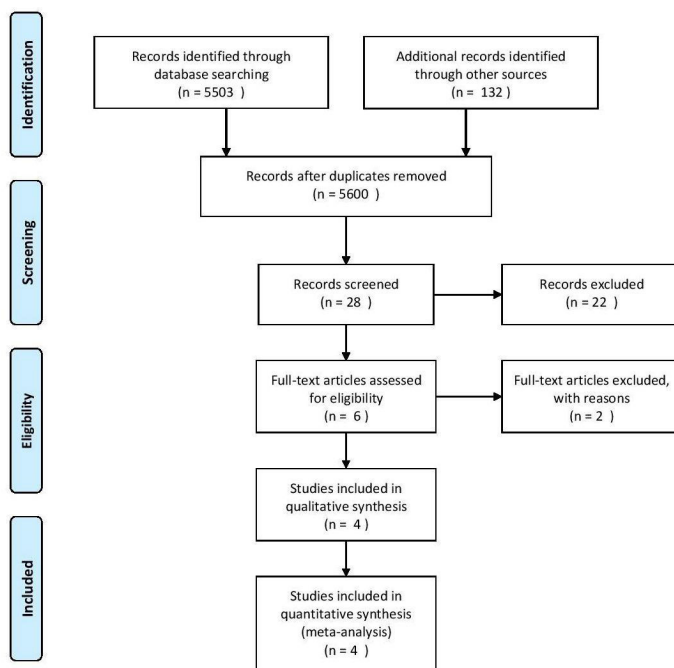 Identification
Records identified through
database searching
(n = 5503 )
Additional records identified
through other sources
(n = 132 )
Records after duplicates removed
(n = 5600 )
Screening
Records screened
(n = 28 )
Records excluded
(n = 22 )
Eligibility
Full-text articles assessed
for eligibility
(n = 6 )
Full-text articles excluded,
with reasons
(n = 2 )
Studies included in
qualitative synthesis
(n = 4 )
Included
Studies included in
quantitative synthesis
(meta-analysis)
(n = 4 )